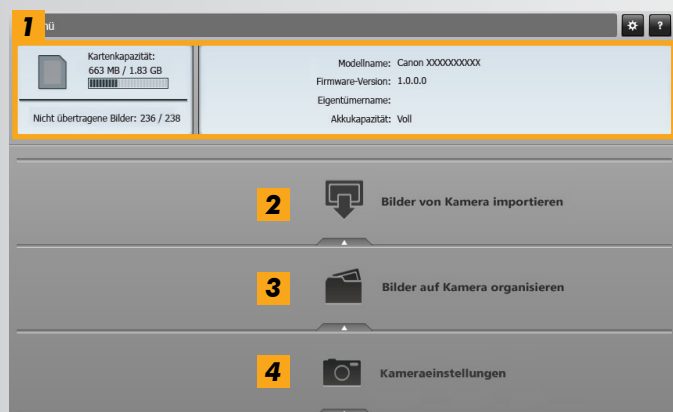 1
nü
?
Kartenkapazität:
663 MB / 1.83 GB
Nicht übertragene Bilder: 236 / 238
Modellname: Canon XXXXXXXXXX
Firmware-Version: 1.0.0.0
Eigentümername:
Akkukapazität: Voll
2 Bilder von Kamera importieren
3 Bilder auf Kamera organisieren
4 Kameraeinstellungen